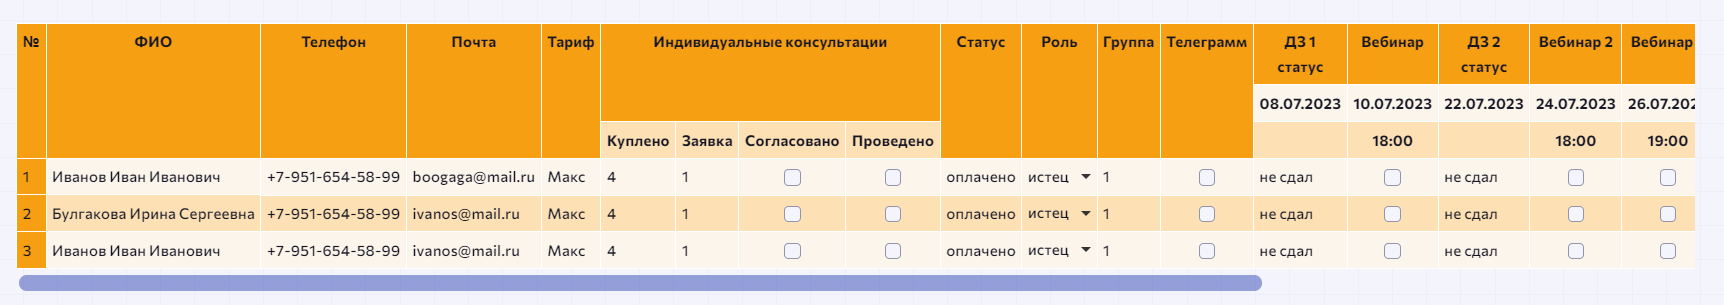 № ФИО Телефон Почта Тариф Индивидуальные консультации Статус Роль Группа Телеграмм ДЗ 1 статус Вебинар ДЗ 2 статус Вебинар 2 Вебинар
08.07.2023 10.07.2023 22.07.2023 24.07.2023 26.07.202
Куплено Заявка Согласовано Проведено 18:00 18:00 19:00
1 Иванов Иван Иванович +7-951-654-58-99 boogaga@mail.ru Макс 4 1 оплачено истец 1 не сдал не сдал
2 Булгакова Ирина Сергеевна +7-951-654-58-99 ivanos@mail.ru Макс 4 1 оплачено истец 1 не сдал не сдал
3 Иванов Иван Иванович +7-951-654-58-99 ivanos@mail.ru Макс 4 1 оплачено истец 1 не сдал не сдал